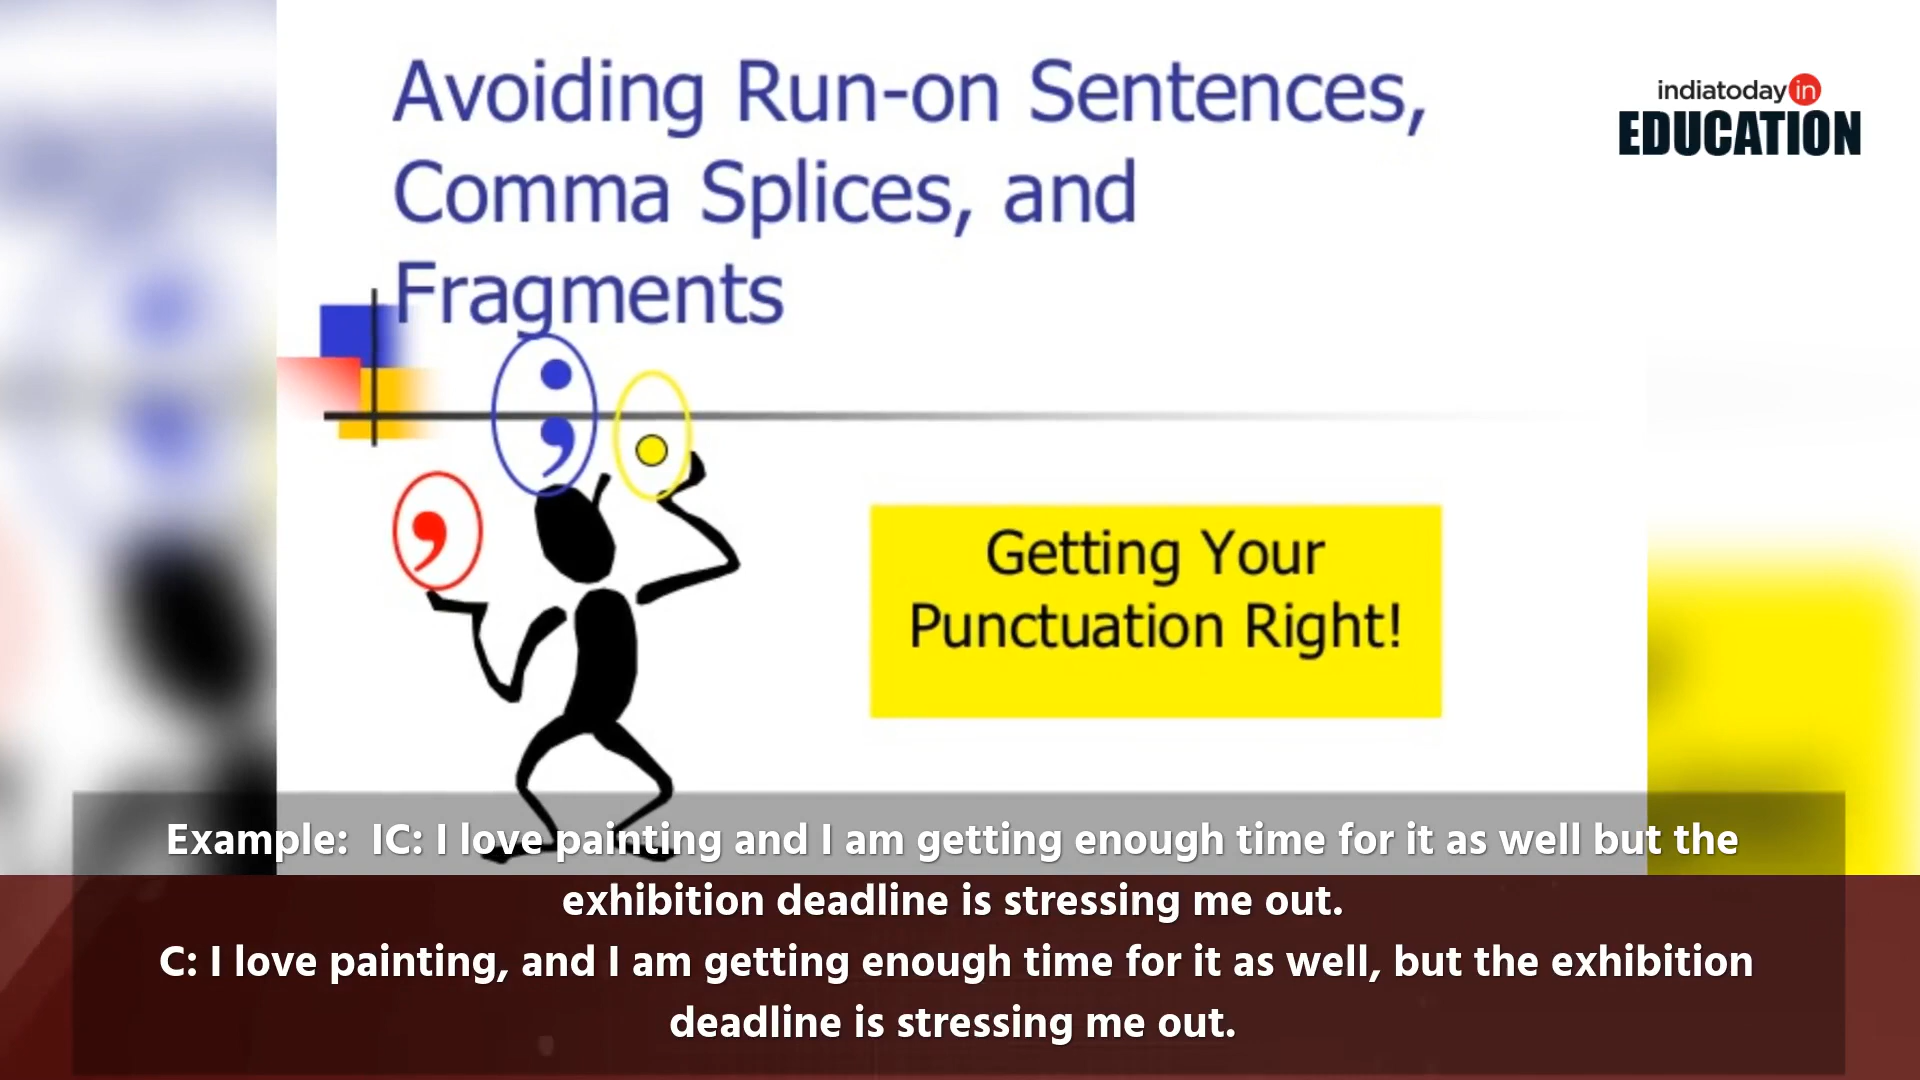 Avoiding Run-on Sentences,
Comma Splices, and
Fragments
indiatoday in
EDUCATION
;
.
,
Getting Your
Punctuation Right!
Example:  IC: I love painting and I am getting enough time for it as well but the
exhibition deadline is stressing me out.
C: I love painting, and I am getting enough time for it as well, but the exhibition
deadline is stressing me out.